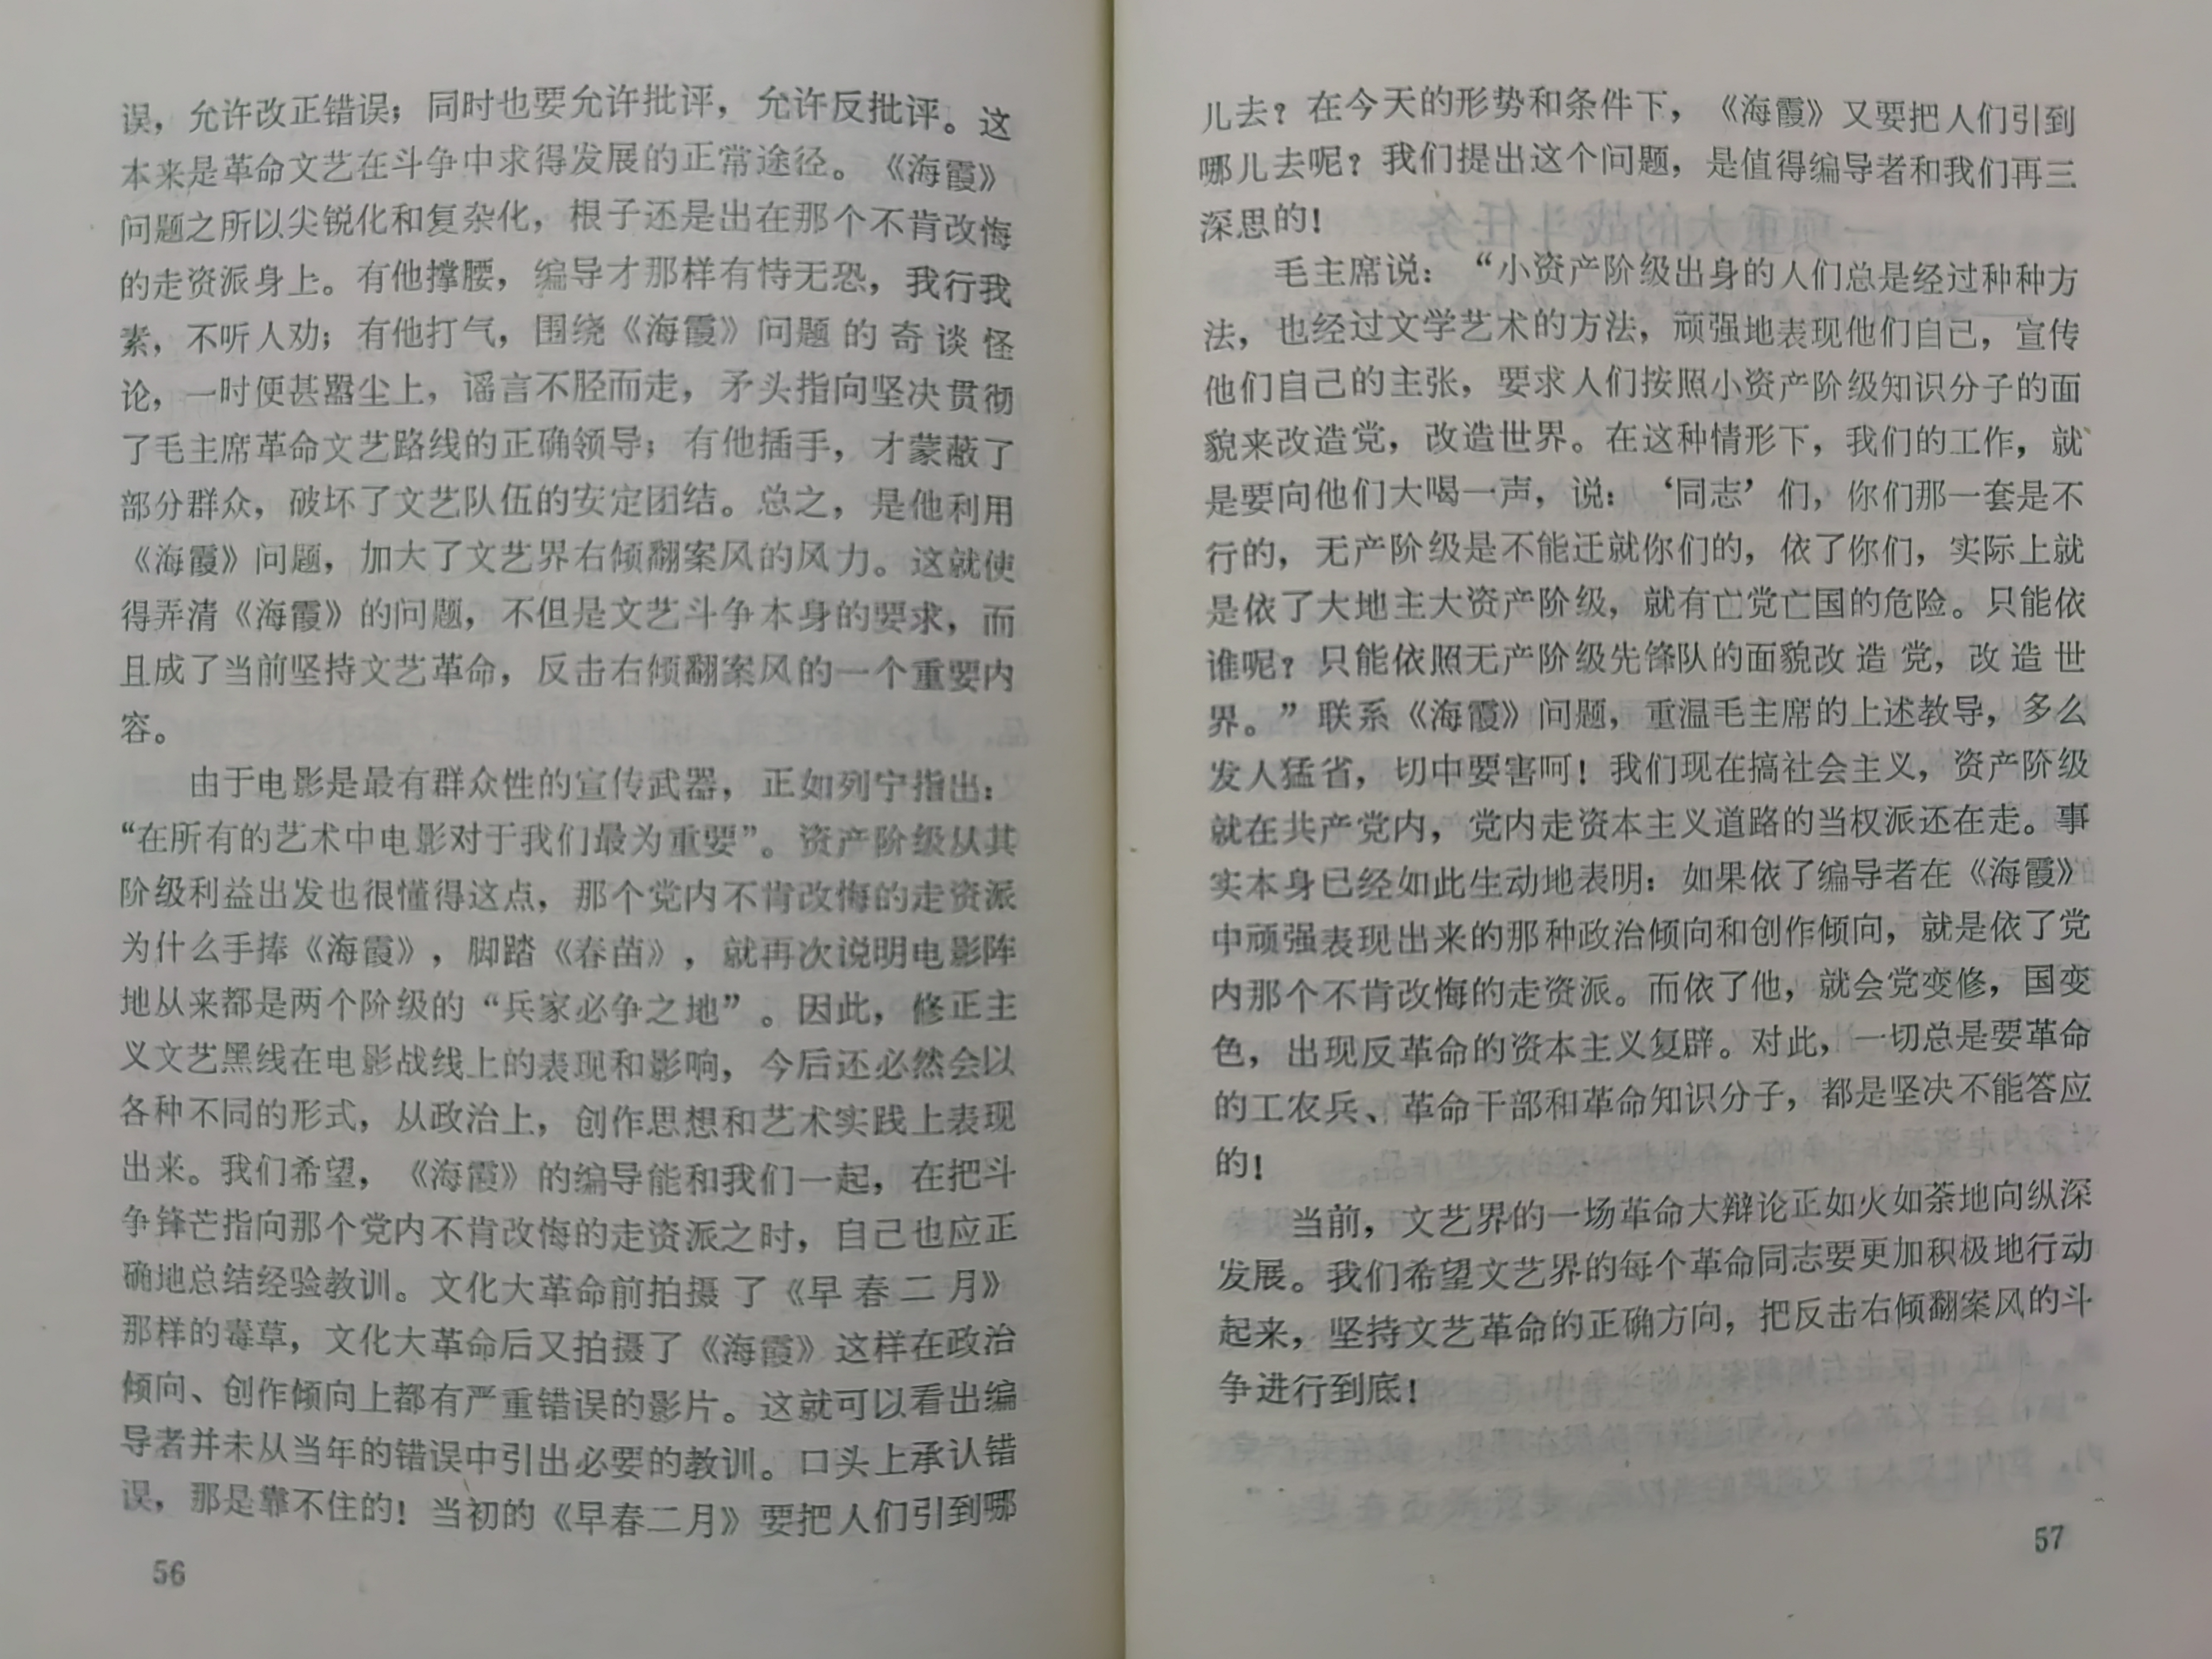 误，允许改正错误；同时也要允许批评，允许反批评。这
本来是革命文艺在斗争中求得发展的正常途径。《海霞》
问题之所以尖锐化和复杂化，根子还是出在那个不肯改悔
的走资派身上。有他撑腰，编导才那样有恃无恐，我行我
素，不听人劝；有他打气，围绕《海霞》问题的奇谈怪
论，一时便甚嚣尘上，谣言不胫而走，矛头指向坚决贯彻
了毛主席革命文艺路线的正确领导；有他插手，才蒙蔽了
部分群众，破坏了文艺队伍的安定团结。总之，是他利用
《海霞》问题，加大了文艺界右倾翻案风的风力。这就使
得弄清《海霞》的问题，不但是文艺斗争本身的要求，而
且成了当前坚持文艺革命，反击右倾翻案风的一个重要内
容。
由于电影是最有群众性的宣传武器，正如列宁指出：
“在所有的艺术中电影对于我们最为重要”。资产阶级从其
阶级利益出发也很懂得这点，那个党内不肯改悔的走资派
为什么手捧《海霞》，脚踏《春苗》，就再次说明电影阵
地从来都是两个阶级的“兵家必争之地”。因此，修正主
义文艺黑线在电影战线上的表现和影响，今后还必然会以
各种不同的形式，从政治上，创作思想和艺术实践上表现
出来。我们希望，《海霞》的编导能和我们一起，在把斗
争锋芒指向那个党内不肯改悔的走资派之时，自己也应正
确地总结经验教训。文化大革命前拍摄了《早春二月》
那样的毒草，文化大革命后又拍摄了《海霞》这样在政治
倾向、创作倾向上都有严重错误的影片。这就可以看出编
导者并未从当年的错误中引出必要的教训。口头上承认错
误，那是靠不住的！当初的《早春二月》要把人们引到哪
56
儿去？在今天的形势和条件下，《海霞》又要把人们引到
哪儿去呢？我们提出这个问题，是值得编导者和我们再三
深思的！
毛主席说：“小资产阶级出身的人们总是经过种种方
法，也经过文学艺术的方法，顽强地表现他们自己，宣传
他们自己的主张，要求人们按照小资产阶级知识分子的面
貌来改造党，改造世界。在这种情形下，我们的工作，就
是要向他们大喝一声，说：‘同志’们，你们那一套是不
行的，无产阶级是不能迁就你们的，依了你们，实际上就
是依了大地主大资产阶级，就有亡党亡国的危险。只能依
谁呢？只能依照无产阶级先锋队的面貌改造党，改造世
界。”联系《海霞》问题，重温毛主席的上述教导，多么
发人猛省，切中要害呵！我们现在搞社会主义，资产阶级
就在共产党内，党内走资本主义道路的当权派还在走。事
实本身已经如此生动地表明：如果依了编导者在《海霞》
中顽强表现出来的那种政治倾向和创作倾向，就是依了党
内那个不肯改悔的走资派。而依了他，就会党变修，国变
色，出现反革命的资本主义复辟。对此，一切总是要革命
的工农兵、革命干部和革命知识分子，都是坚决不能答应
的！
当前，文艺界的一场革命大辩论正如火如荼地向纵深
发展。我们希望文艺界的每个革命同志要更加积极地行动
起来，坚持文艺革命的正确方向，把反击右倾翻案风的斗
争进行到底！
57